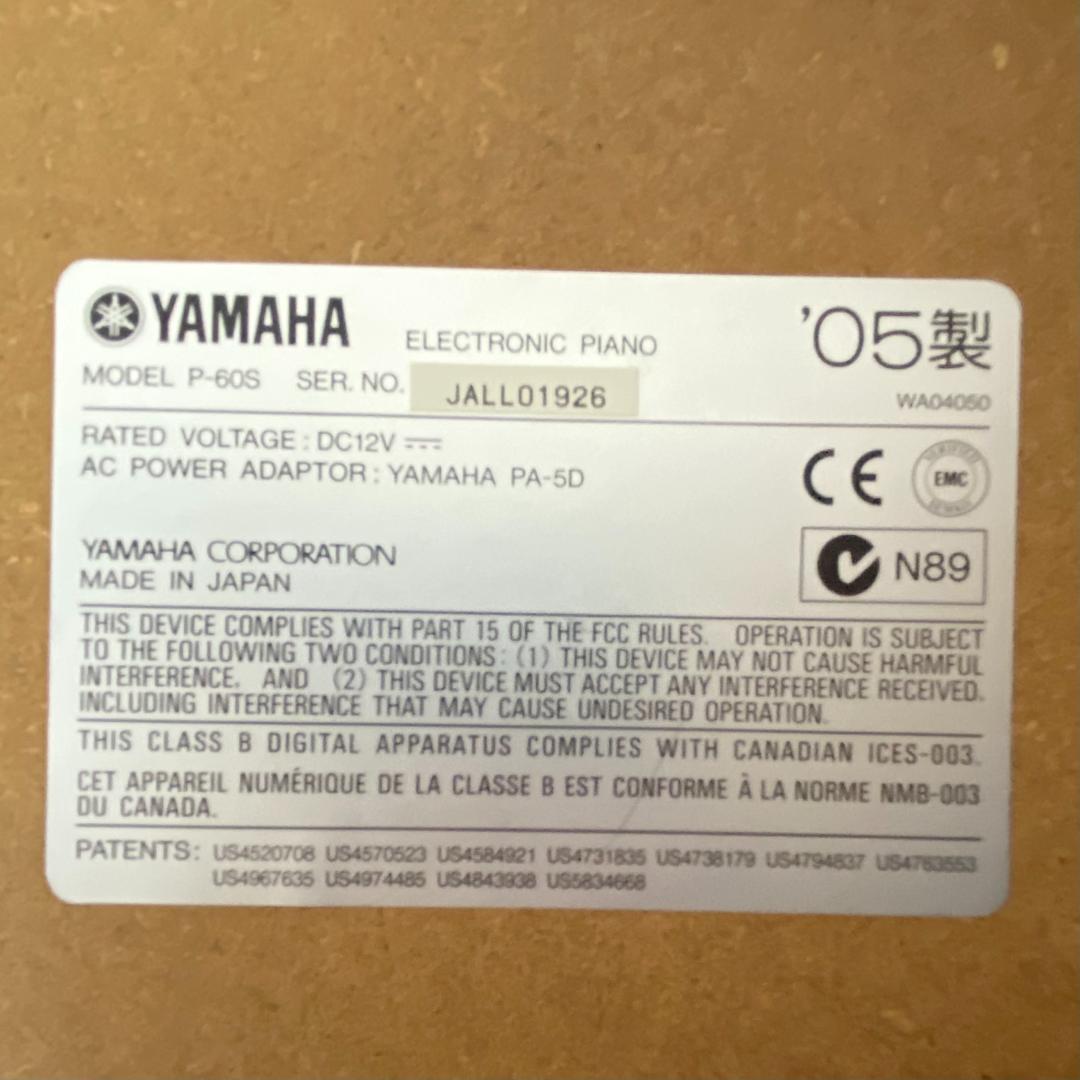 YAMAHA ELECTRONIC PIANO '05製
MODEL P-60S SER. NO. JALL01926 WA04050
RATED VOLTAGE : DC12V
AC POWER ADAPTOR : YAMAHA PA-5D
CE EMC
YAMAHA CORPORATION
MADE IN JAPAN
N89
THIS DEVICE COMPLIES WITH PART 15 OF THE FCC RULES. OPERATION IS SUBJECT
TO THE FOLLOWING TWO CONDITIONS : (1) THIS DEVICE MAY NOT CAUSE HARMFUL
INTERFERENCE. AND (2) THIS DEVICE MUST ACCEPT ANY INTERFERENCE RECEIVED.
INCLUDING INTERFERENCE THAT MAY CAUSE UNDESIRED OPERATION.
THIS CLASS B DIGITAL APPARATUS COMPLIES WITH CANADIAN ICES-003.
CET APPAREIL NUMÉRIQUE DE LA CLASSE B EST CONFORME À LA NORME NMB-003
DU CANADA.
PATENTS : US4520708 US4570523 US4584921 US4731835 US4738179 US4794837 US4763553
US4967635 US4974485 US4843938 US5834668